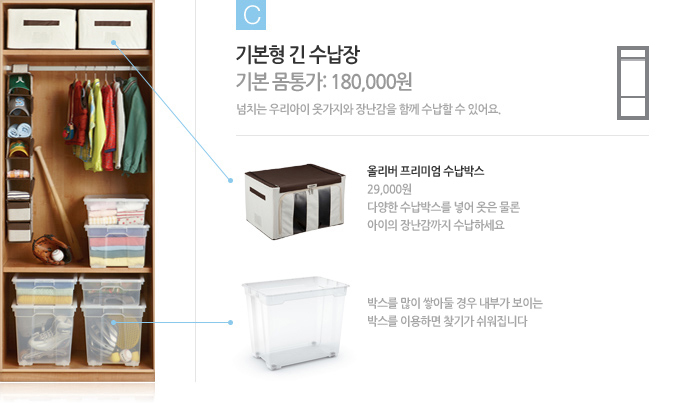 C
기본형 긴 수납장
기본 몸통가: 180,000원
넘치는 우리아이 옷가지와 장난감을 함께 수납할 수 있어요.
올리버 프리미엄 수납박스
29,000원
다양한 수납박스를 넣어 옷은 물론
아이의 장난감까지 수납하세요
박스를 많이 쌓아둘 경우 내부가 보이는
박스를 이용하면 찾기가 쉬워집니다